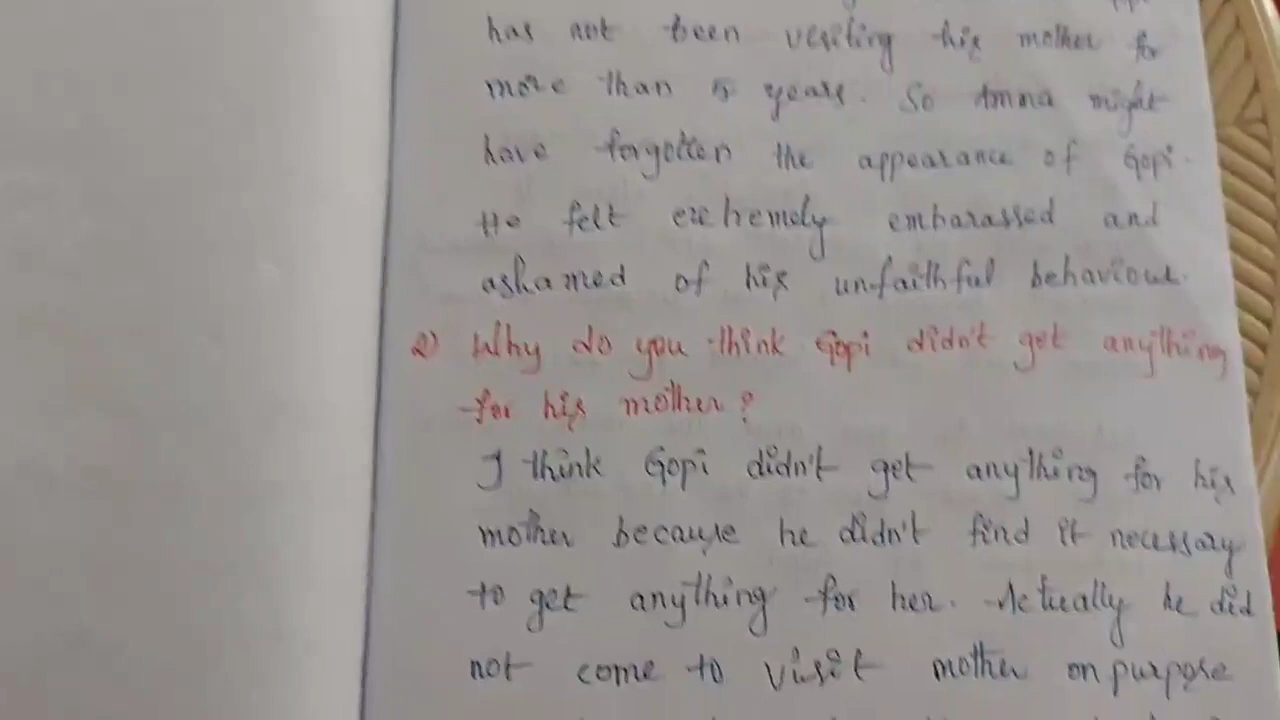 has not been vesiting his mother for
more than 5 years. So Amma might
have forgotten the appearance of Gopi.
He felt extremely embarassed and
ashamed of his unfaithful behaviour.
2) Why do you think Gopi didn't get anything
for his mother?
I think Gopi didn't get anything for his
mother because he didn't find it necessary
to get anything for her. Actually he did
not come to visit mother on purpose